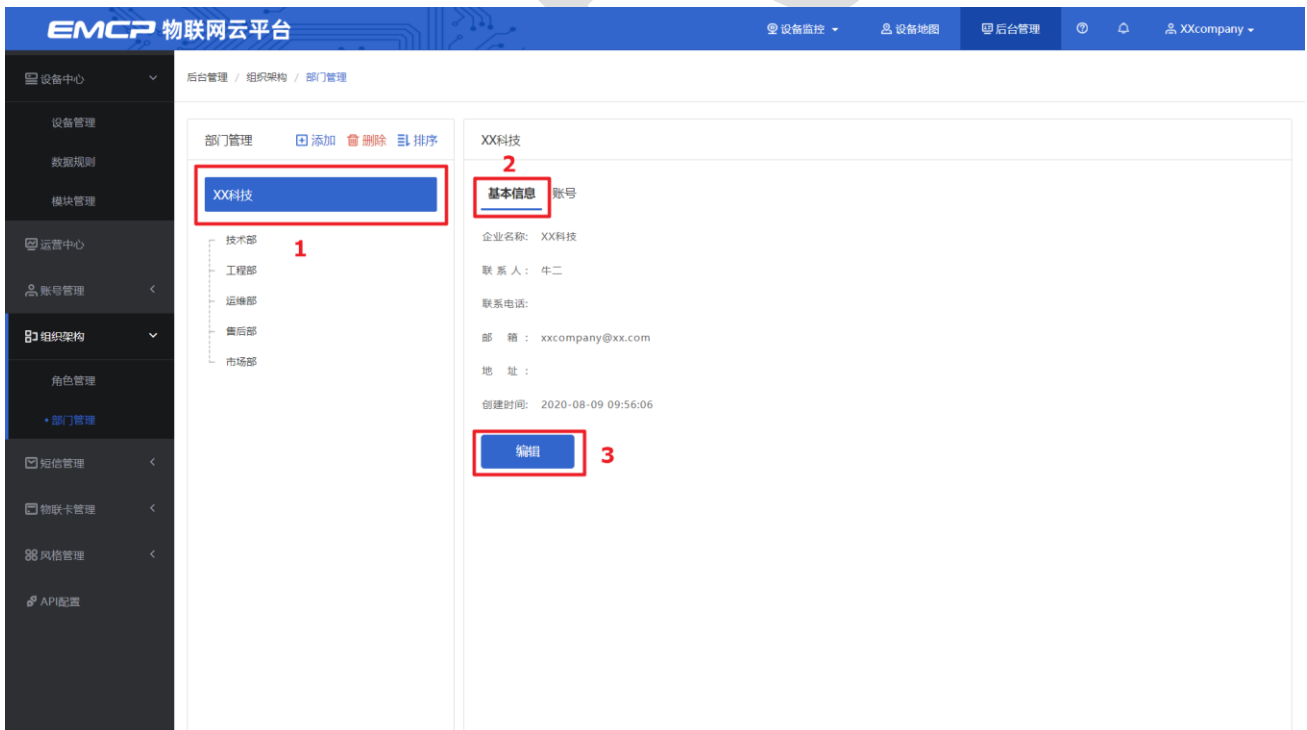 EMCP 物联网云平台
设备监控 设备地图 后台管理 XXcompany
设备中心
设备管理
数据规则
模块管理
运营中心
账号管理
组织架构
角色管理
• 部门管理
短信管理
物联卡管理
风格管理
API配置
后台管理 / 组织架构 / 部门管理
部门管理 添加 删除 排序
XX科技
1
技术部
工程部
运维部
售后部
市场部
XX科技
2
基本信息 账号
企业名称: XX科技
联 系 人 : 牛二
联系电话:
邮 箱 : xxcompany@xx.com
地 址 :
创建时间: 2020-08-09 09:56:06
编辑
3